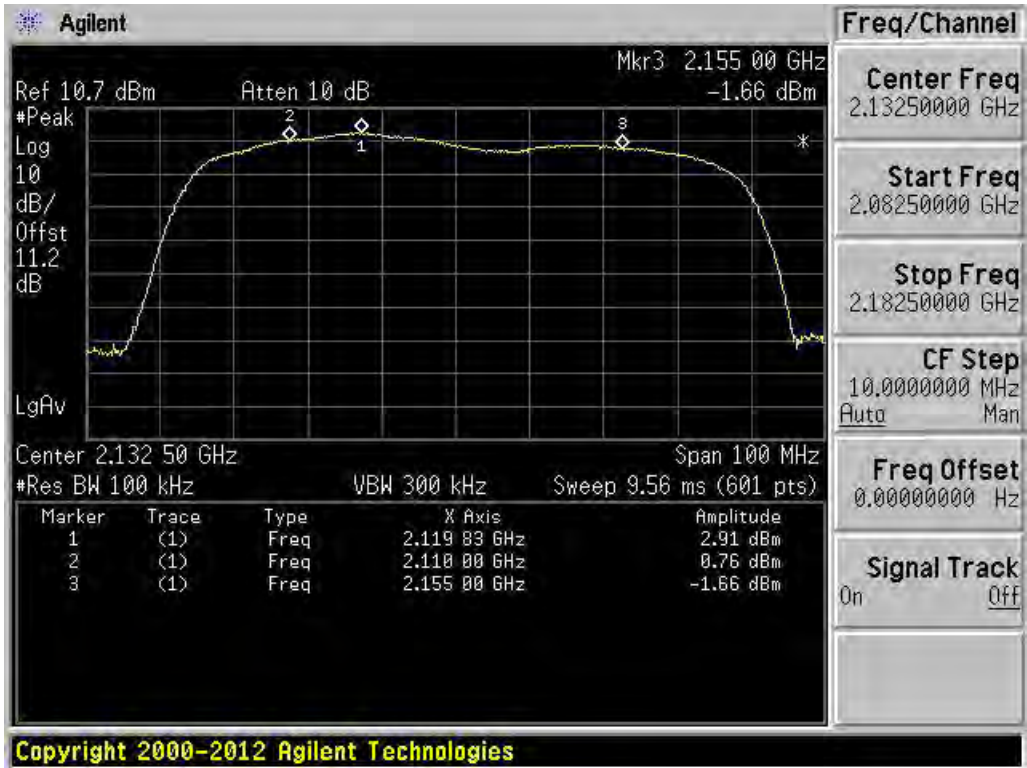 Agilent
Freq/Channel
Mkr3 2.155 00 GHz
Ref 10.7 dBm Atten 10 dB -1.66 dBm
#Peak
Log
10
dB/
Offst
11.2
dB
LgAv
2
1
3
Center 2.132 50 GHz Span 100 MHz
#Res BW 100 kHz VBW 300 kHz Sweep 9.56 ms (601 pts)
Marker Trace Type X Axis Amplitude
1 (1) Freq 2.119 83 GHz 2.91 dBm
2 (1) Freq 2.110 00 GHz 0.76 dBm
3 (1) Freq 2.155 00 GHz -1.66 dBm
Center Freq
2.13250000 GHz
Start Freq
2.08250000 GHz
Stop Freq
2.18250000 GHz
CF Step
10.0000000 MHz
Auto Man
Freq Offset
0.00000000 Hz
Signal Track
On Off
Copyright 2000-2012 Agilent Technologies